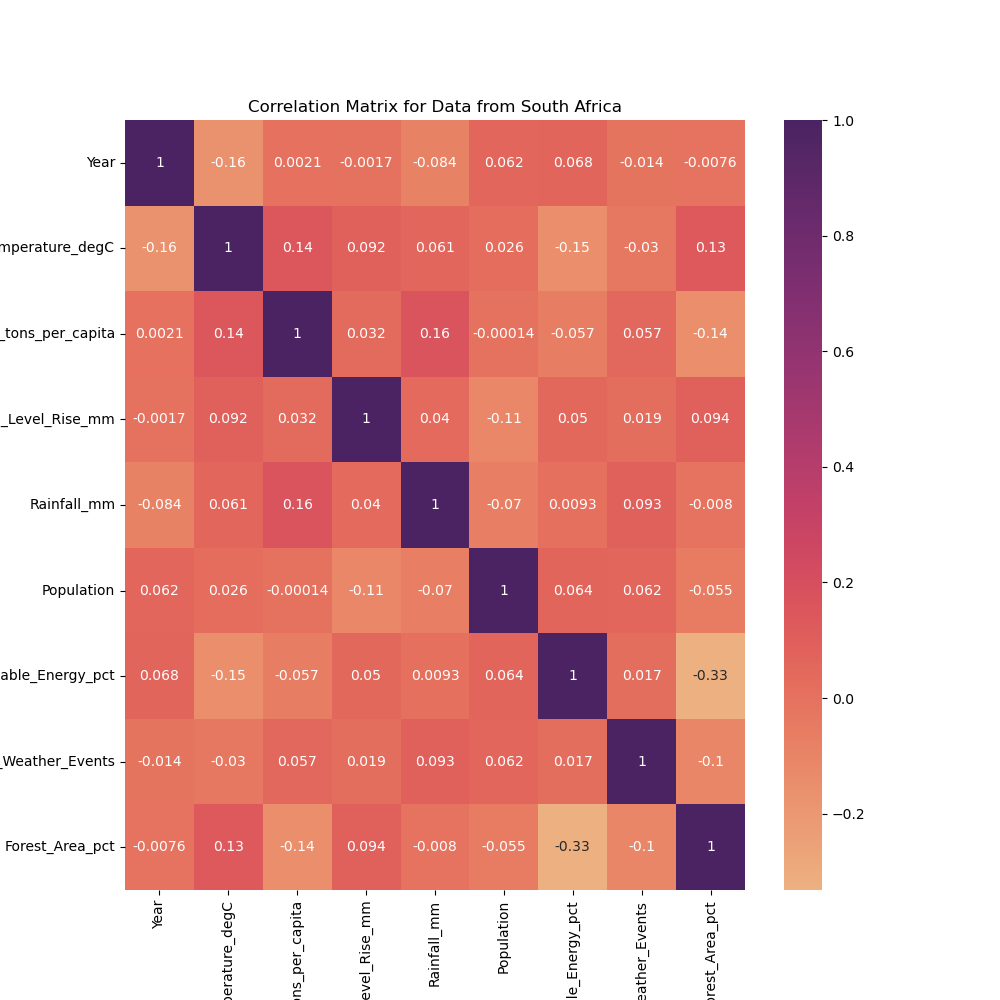 Correlation Matrix for Data from South Africa
Year 1 -0.16 0.0021 -0.0017 -0.084 0.062 0.068 -0.014 -0.0076
mperature_degC -0.16 1 0.14 0.092 0.061 0.026 -0.15 -0.03 0.13
_tons_per_capita 0.0021 0.14 1 0.032 0.16 -0.00014 -0.057 0.057 -0.14
_Level_Rise_mm -0.0017 0.092 0.032 1 0.04 -0.11 0.05 0.019 0.094
Rainfall_mm -0.084 0.061 0.16 0.04 1 -0.07 0.0093 0.093 -0.008
Population 0.062 0.026 -0.00014 -0.11 -0.07 1 0.064 0.062 -0.055
able_Energy_pct 0.068 -0.15 -0.057 0.05 0.0093 0.064 1 0.017 -0.33
_Weather_Events -0.014 -0.03 0.057 0.019 0.093 0.062 0.017 1 -0.1
Forest_Area_pct -0.0076 0.13 -0.14 0.094 -0.008 -0.055 -0.33 -0.1 1
Year
perature_degC
ons_per_capita
evel_Rise_mm
Rainfall_mm
Population
le_Energy_pct
eather_Events
orest_Area_pct
1.0
0.8
0.6
0.4
0.2
0.0
−0.2